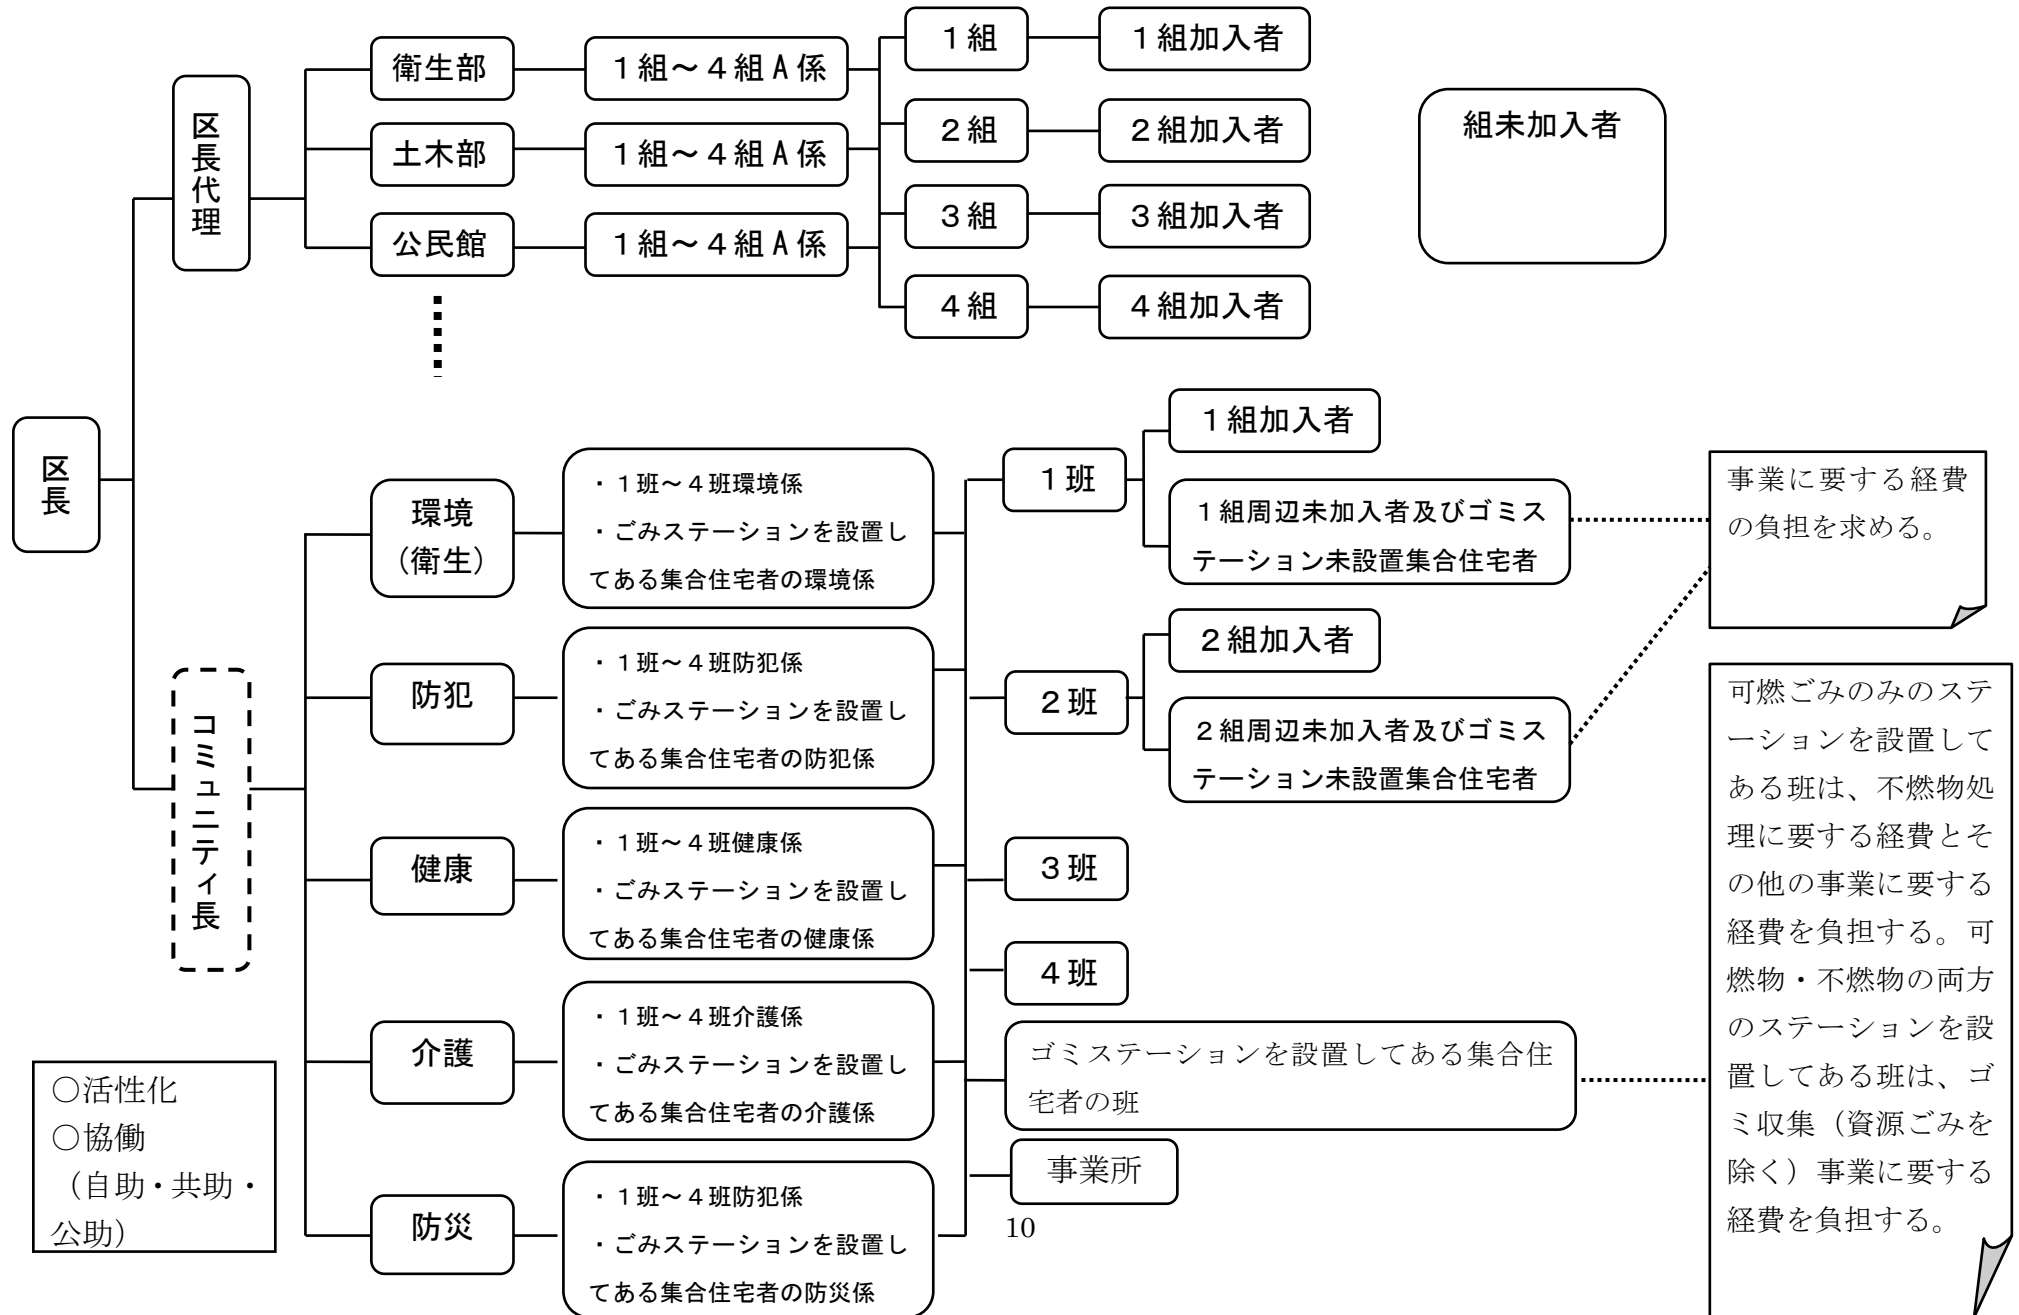 区長
区長代理
衛生部
1組～4組A係
土木部
1組～4組A係
公民館
1組～4組A係
1組
1組加入者
2組
2組加入者
3組
3組加入者
4組
4組加入者
組未加入者
コミュニティ長
環境
（衛生）
・1班～4班環境係
・ごみステーションを設置し
てある集合住宅者の環境係
防犯
・1班～4班防犯係
・ごみステーションを設置し
てある集合住宅者の防犯係
健康
・1班～4班健康係
・ごみステーションを設置し
てある集合住宅者の健康係
介護
・1班～4班介護係
・ごみステーションを設置し
てある集合住宅者の介護係
防災
・1班～4班防犯係
・ごみステーションを設置し
てある集合住宅者の防災係
1班
1組加入者
1組周辺未加入者及びゴミス
テーション未設置集合住宅者
2班
2組加入者
2組周辺未加入者及びゴミス
テーション未設置集合住宅者
3班
4班
ゴミステーションを設置してある集合住
宅者の班
事業所
事業に要する経費
の負担を求める。
可燃ごみのみのステ
ーションを設置して
ある班は、不燃物処
理に要する経費とそ
の他の事業に要する
経費を負担する。可
燃物・不燃物の両方
のステーションを設
置してある班は、ゴ
ミ収集（資源ごみを
除く）事業に要する
経費を負担する。
○活性化
○協働
（自助・共助・
公助）
10